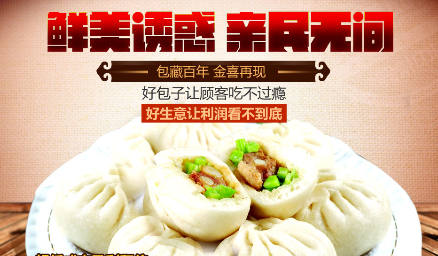 鲜美诱惑 亲民无间
包藏百年 金喜再现
好包子让顾客吃不过瘾
好生意让利润看不到底